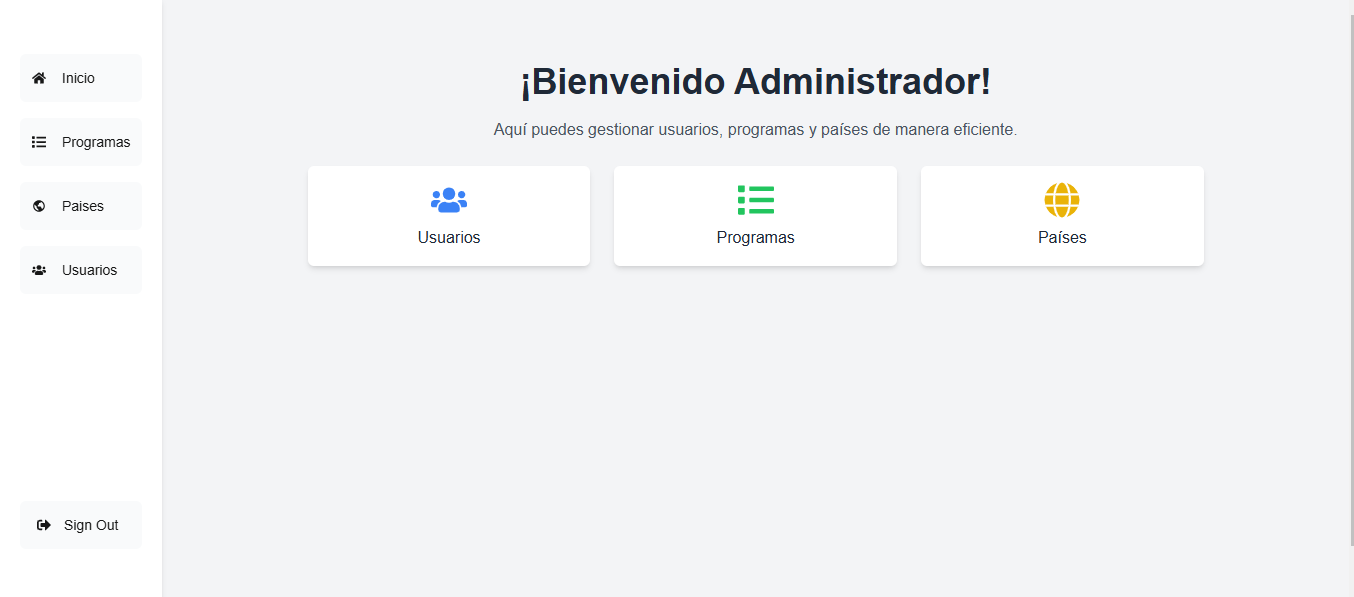 Inicio
Programas
Paises
Usuarios
Sign Out
¡Bienvenido Administrador!
Aquí puedes gestionar usuarios, programas y países de manera eficiente.
Usuarios
Programas
Países